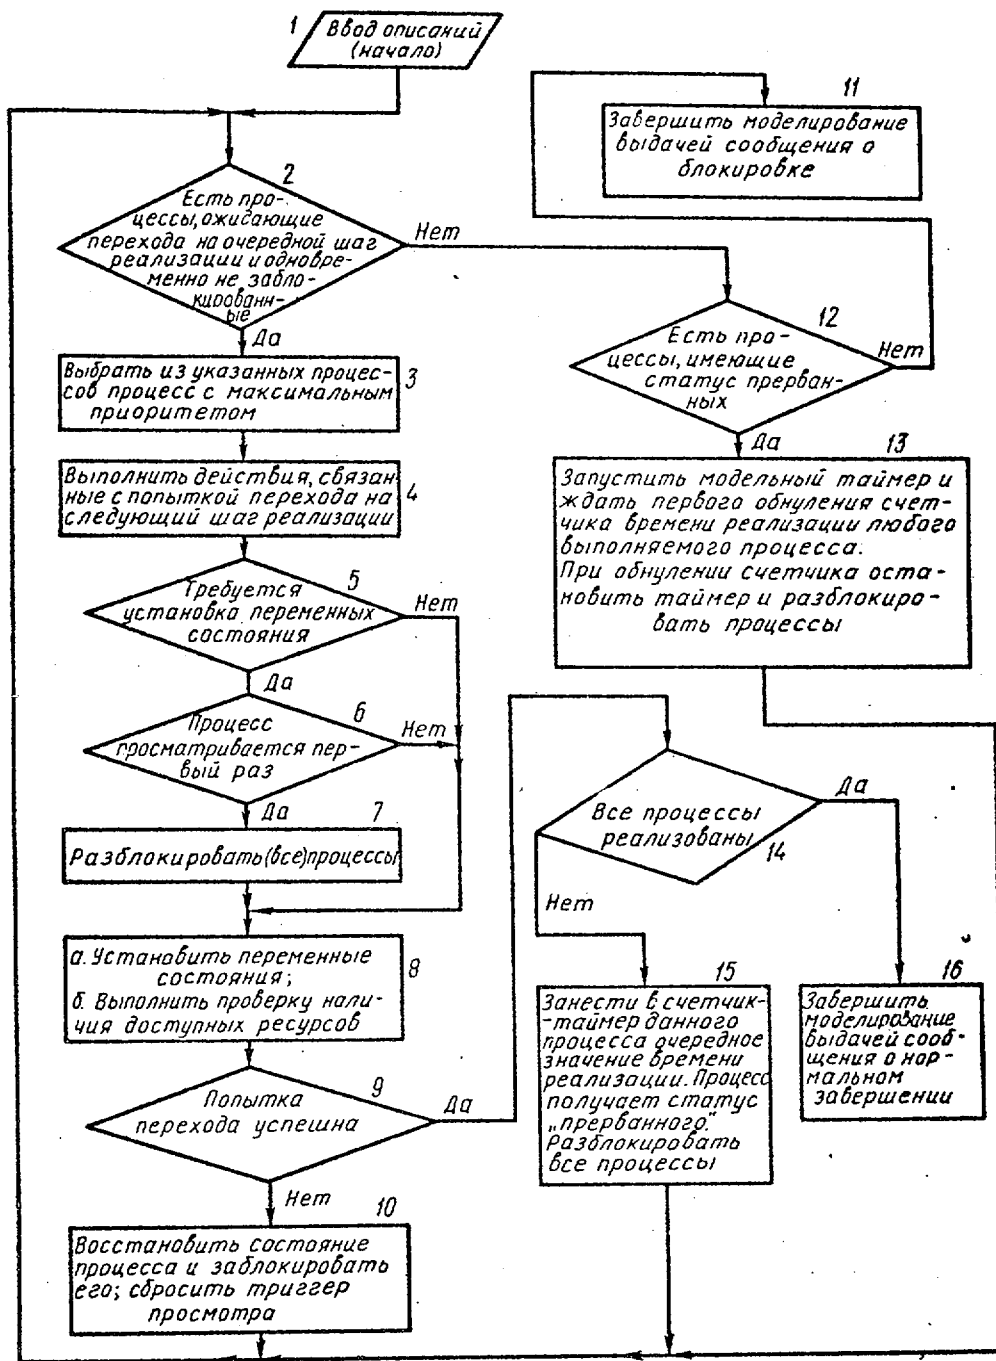 1
Ввод описаний
(начало)
2
Есть про-
цессы, ожидающие
перехода на очередной шаг
реализации и одновре-
менно не забло-
кированн-
ые
Нет
Да
Выбрать из указанных процес-
сов процесс с максимальным
приоритетом
3
Выполнить действия, связан-
ные с попыткой перехода на
следующий шаг реализации
4
5
Требуется
установка переменных
состояния
Нет
Да
6
Процесс
просматривается пер-
вый раз
Нет
Да
7
Разблокировать (все) процессы
а. Установить переменные
состояния;
б. Выполнить проверку нали-
чия доступных ресурсов
8
9
Попытка
перехода успешна
Да
Нет
10
Восстановить состояние
процесса и заблокировать
его; сбросить триггер
просмотра
11
Завершить моделирование
выдачей сообщения о
блокировке
12
Есть про-
цессы, имеющие
статус прерван-
ных
Нет
Да
13
Запустить модельный таймер и
ждать первого обнуления счет-
чика времени реализации любого
выполняемого процесса.
При обнулении счетчика оста-
новить таймер и разблокиро-
вать процессы
Все процессы
реализованы
14
Да
Нет
15
Занести в счетчик-
-таймер данного
процесса очередное
значение времени
реализации. Процесс
получает статус
„прерванного".
Разблокировать
все процессы
16
Завершить
моделирование
выдачей сооб-
щения о нор-
мальном
завершении